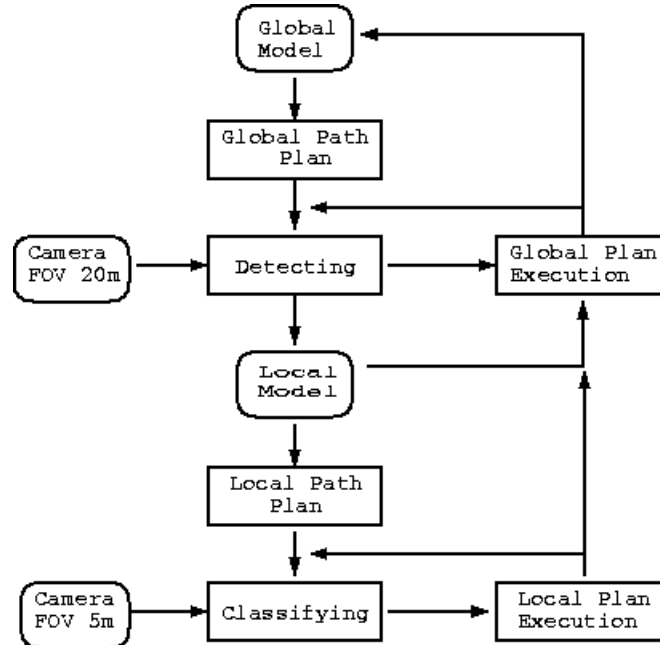 Global
Model
Global Path
Plan
Camera
FOV 20m
Detecting
Global Plan
Execution
Local
Model
Local Path
Plan
Camera
FOV 5m
Classifying
Local Plan
Execution